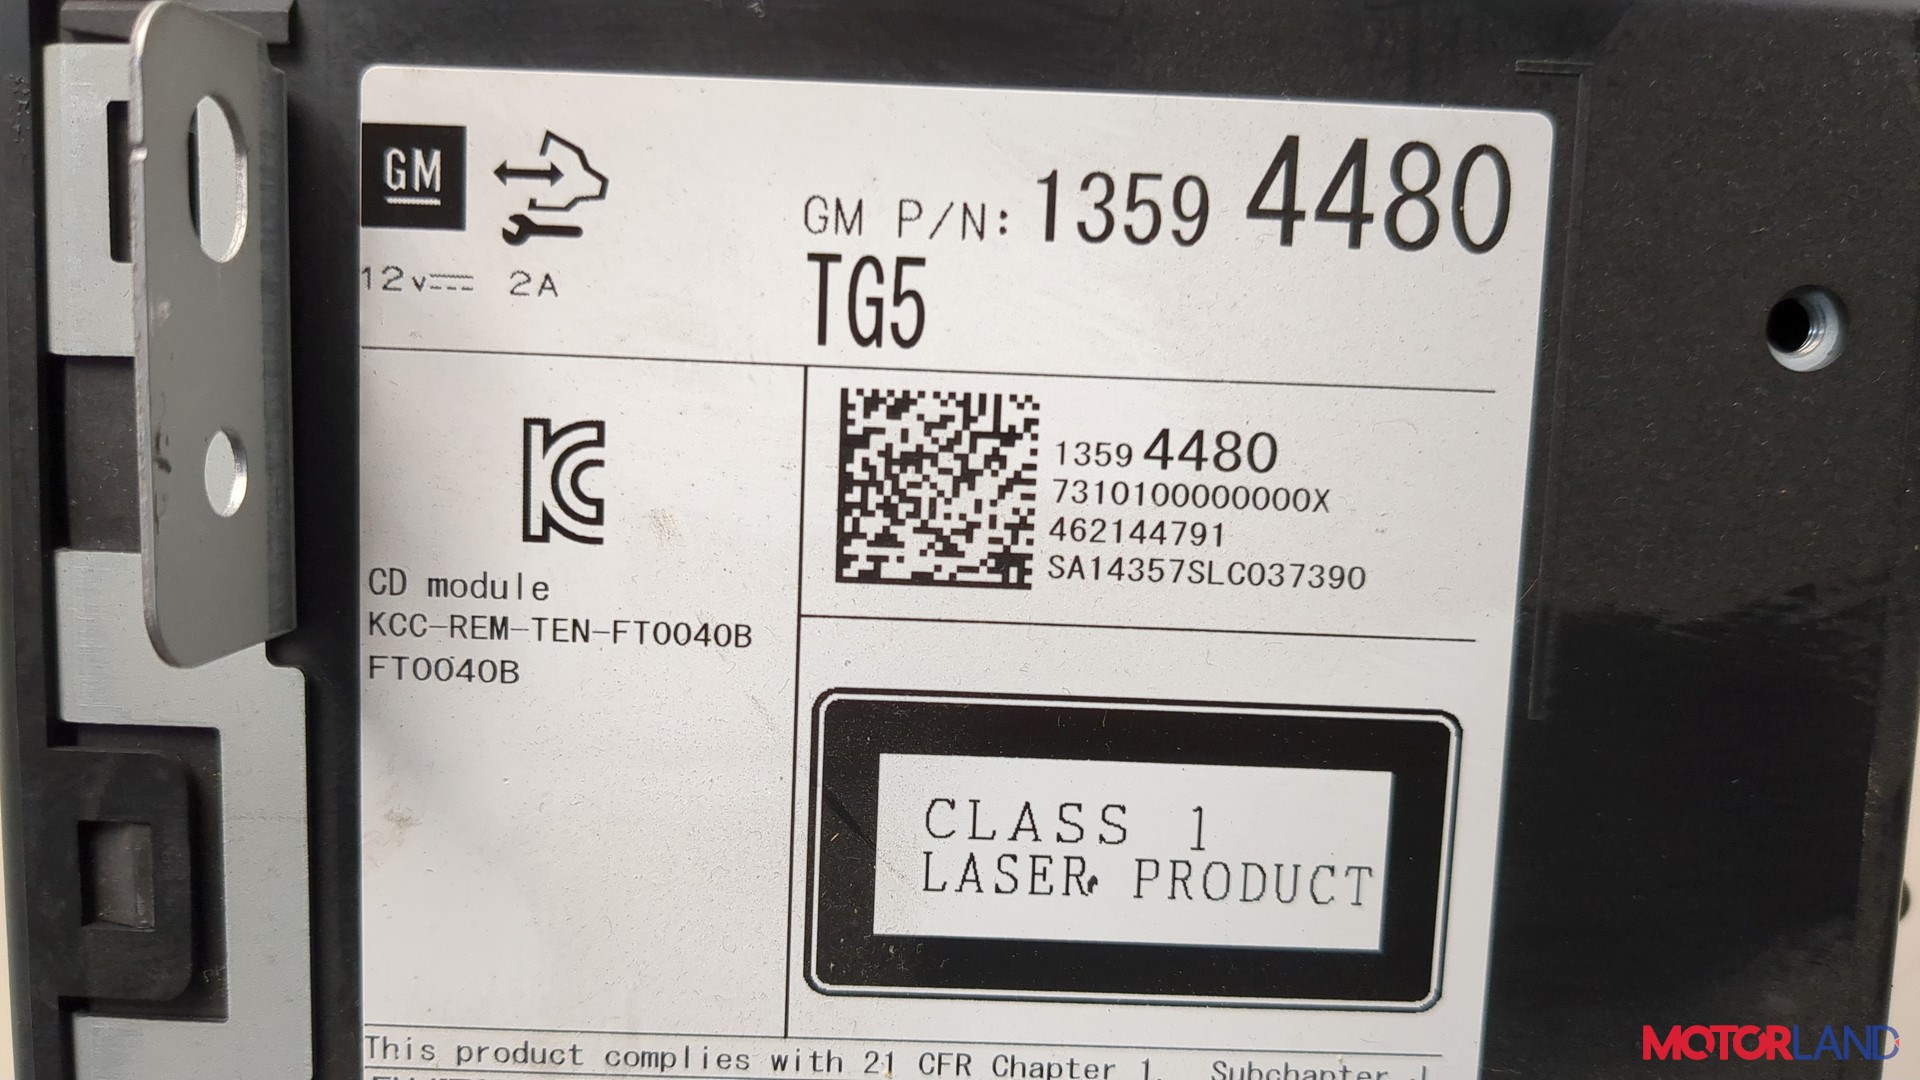 GM
12v 2A
GM P/N: 1359 4480
TG5
CD module
KCC-REM-TEN-FT0040B
FT0040B
1359 4480
7310100000000X
462144791
SA14357SLC037390
CLASS 1
LASER PRODUCT
This product complies with 21 CFR Chapter 1, Subchapter J
MOTORLAND